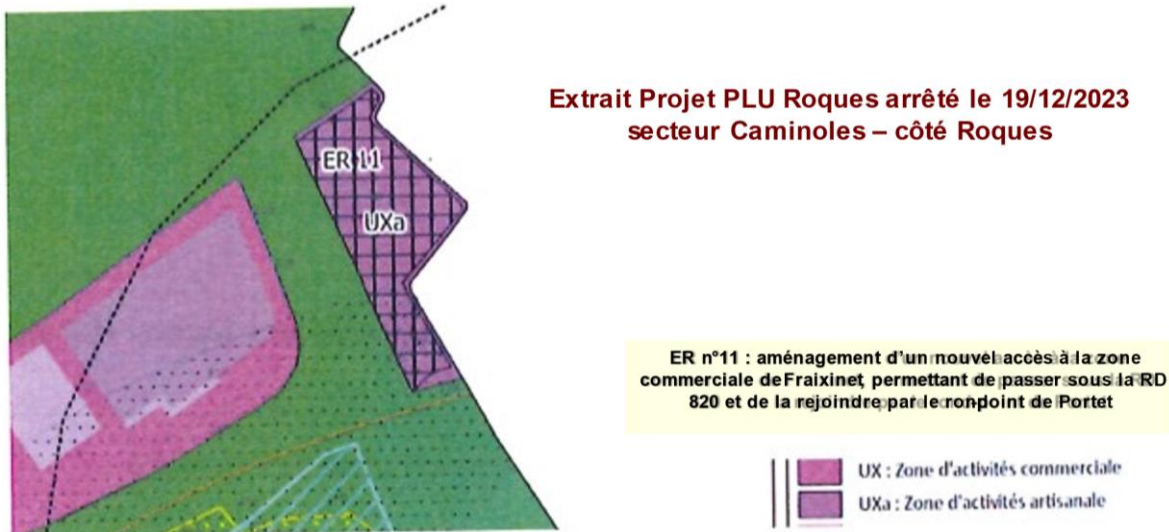 Extrait Projet PLU Roques arrêté le 19/12/2023
secteur Caminoles – côté Roques
ER 11
UXa
ER n°11 : aménagement d'un nouvel accès à la zone
commerciale de Fraixinet, permettant de passer sous la RD
820 et de la rejoindre par le ron-point de Portet
UX : Zone d'activités commerciale
UXa : Zone d'activités artisanale